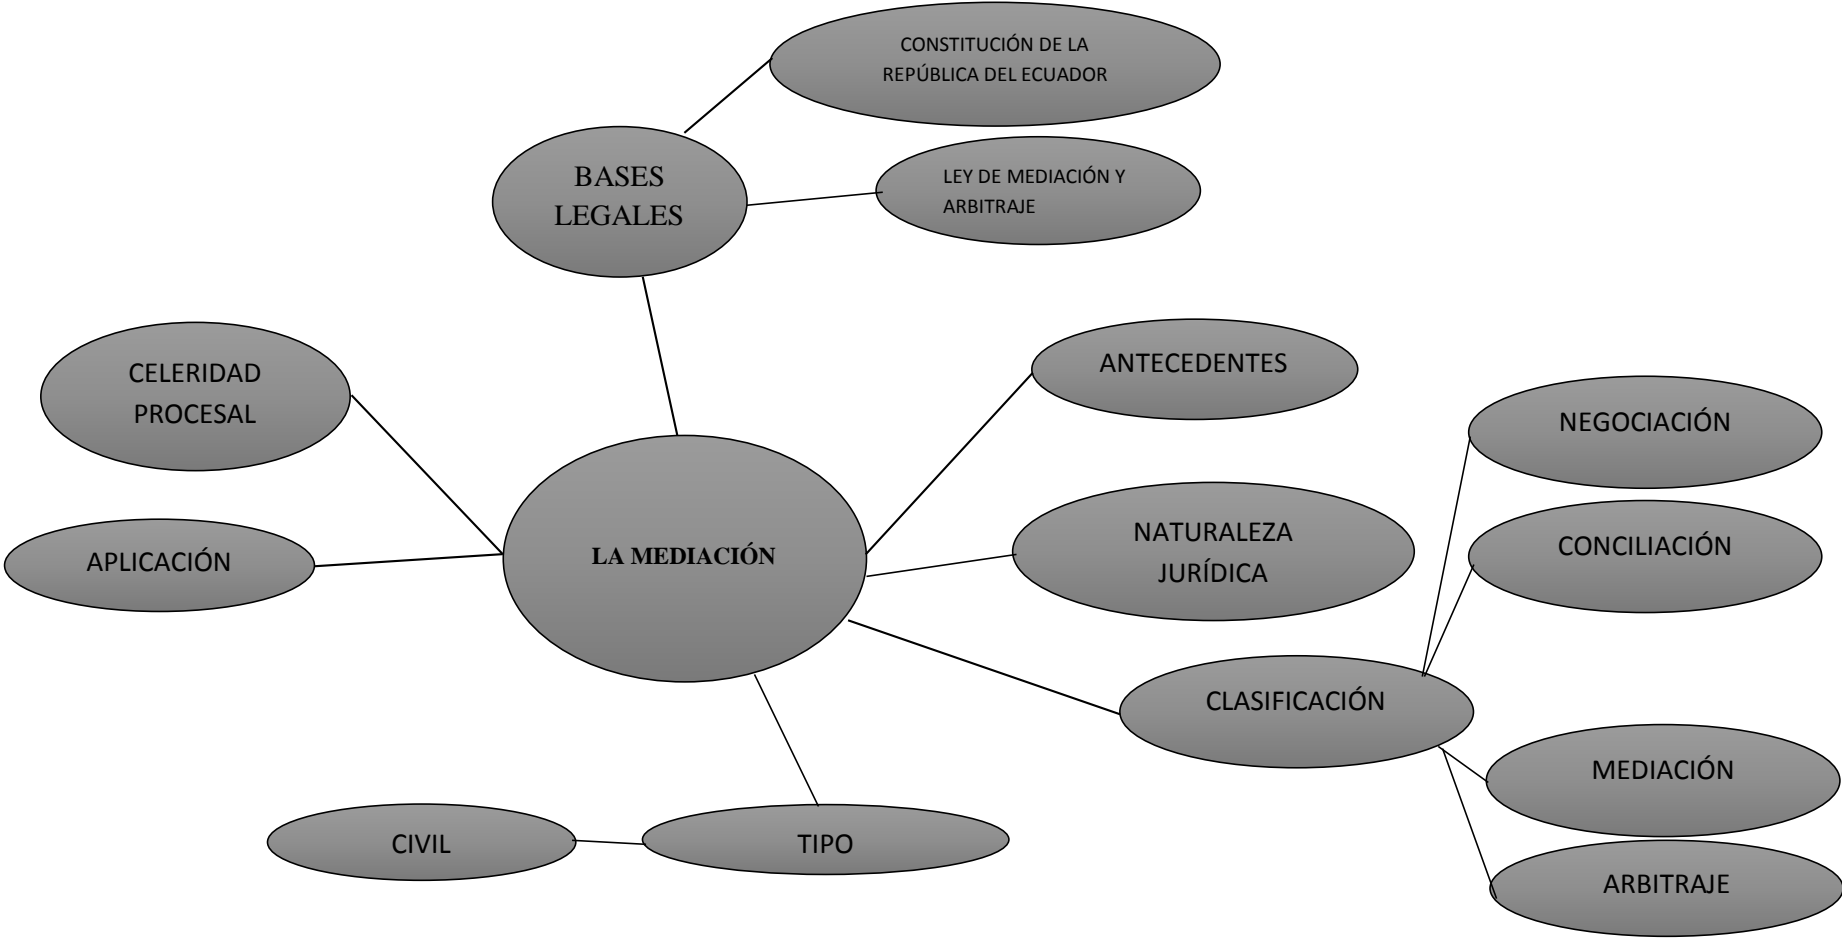 CONSTITUCIÓN DE LA
REPÚBLICA DEL ECUADOR
BASES
LEGALES
LEY DE MEDIACIÓN Y
ARBITRAJE
CELERIDAD
PROCESAL
ANTECEDENTES
NEGOCIACIÓN
APLICACIÓN
LA MEDIACIÓN
NATURALEZA
JURÍDICA
CONCILIACIÓN
CLASIFICACIÓN
MEDIACIÓN
CIVIL
TIPO
ARBITRAJE